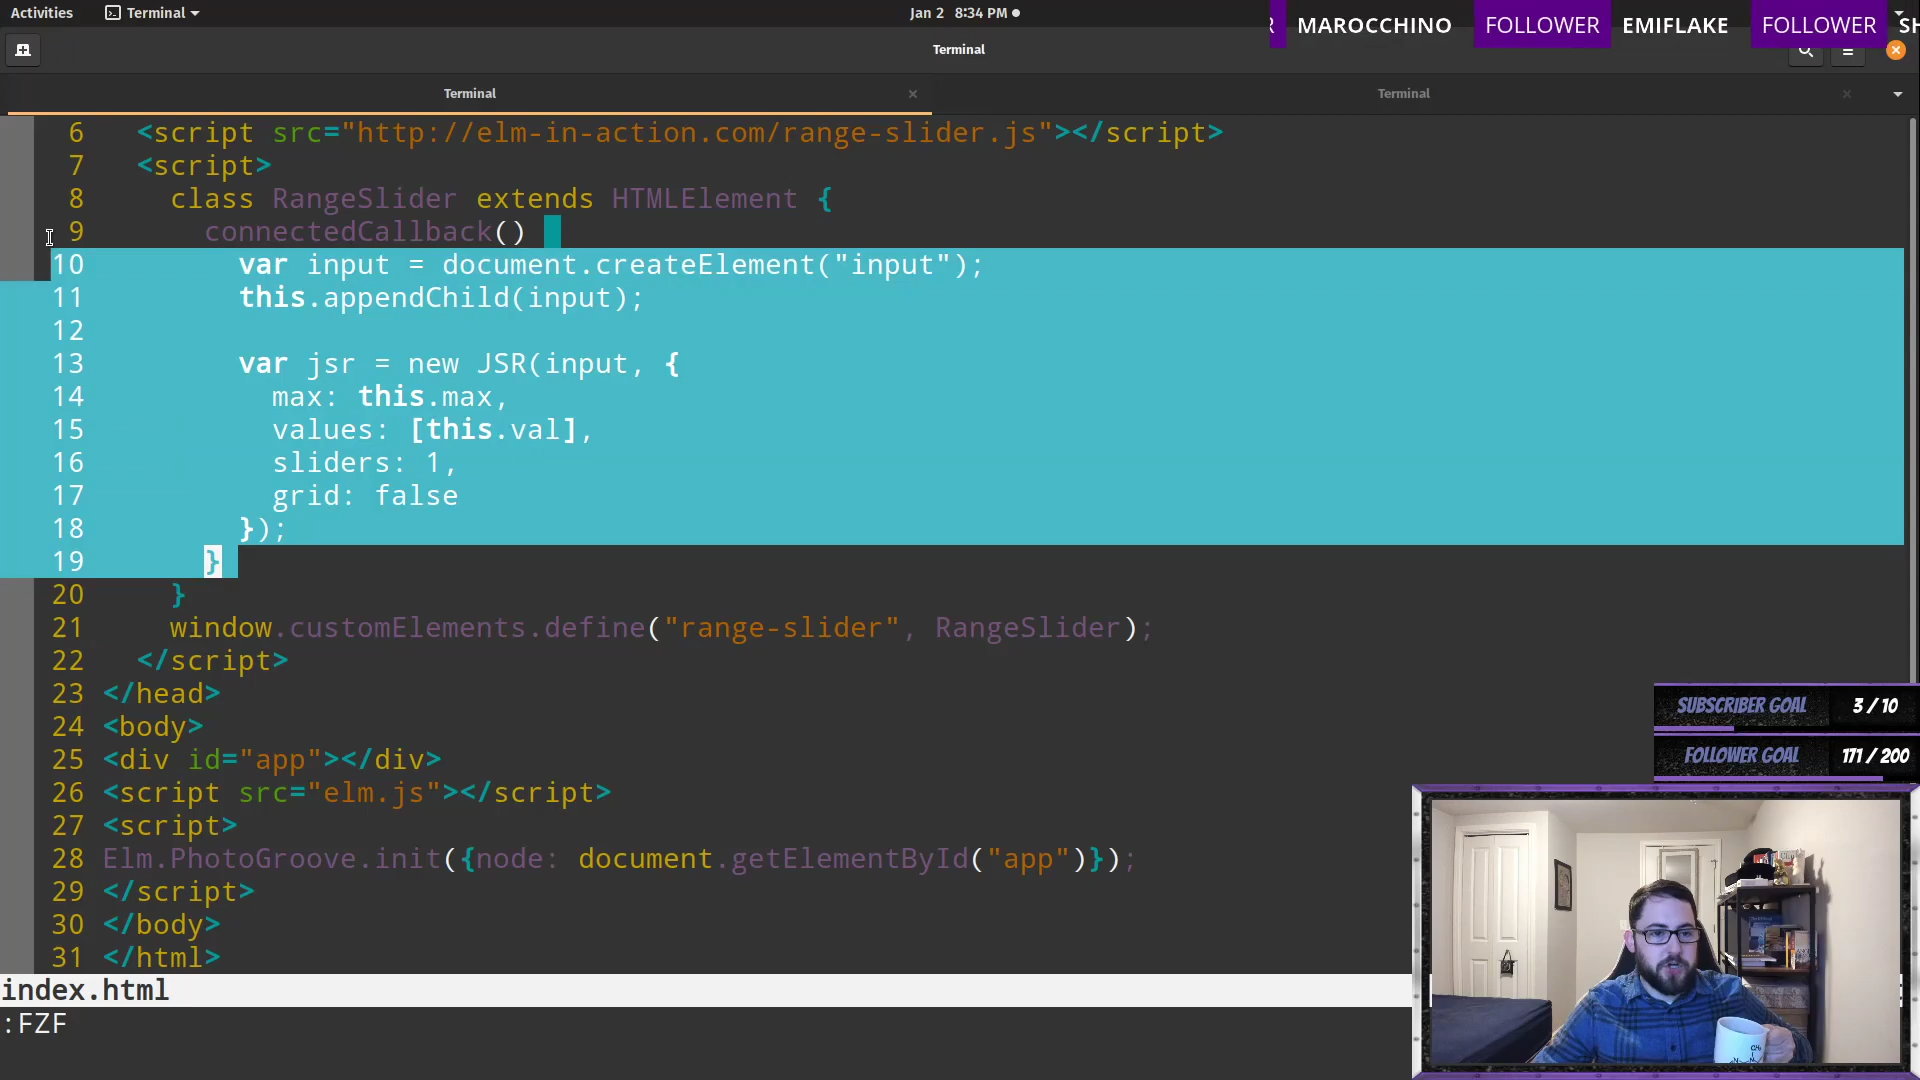 Activities
Terminal
Jan 2 8:34 PM
R MAROCCHINO FOLLOWER EMIFLAKE FOLLOWER SH
Terminal
Terminal
Terminal
6 <script src="http://elm-in-action.com/range-slider.js"></script>
7 <script>
8 class RangeSlider extends HTMLElement {
9 connectedCallback()
10 var input = document.createElement("input");
11 this.appendChild(input);
12
13 var jsr = new JSR(input, {
14 max: this.max,
15 values: [this.val],
16 sliders: 1,
17 grid: false
18 });
19 }
20 }
21 window.customElements.define("range-slider", RangeSlider);
22 </script>
23 </head>
24 <body>
25 <div id="app"></div>
26 <script src="elm.js"></script>
27 <script>
28 Elm.PhotoGroove.init({node: document.getElementById("app")});
29 </script>
30 </body>
31 </html>
index.html
:FZF
SUBSCRIBER GOAL 3 / 10
FOLLOWER GOAL 171 / 200